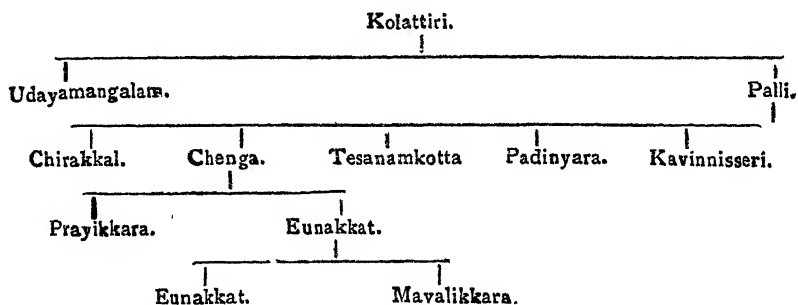 Kolattiri.
Udayamangalam. Palli.
Chirakkal. Chenga. Tesanamkotta Padinyara. Kavinnisseri.
Prayikkara. Eunakkat.
Eunakkat. Mavalikkara.